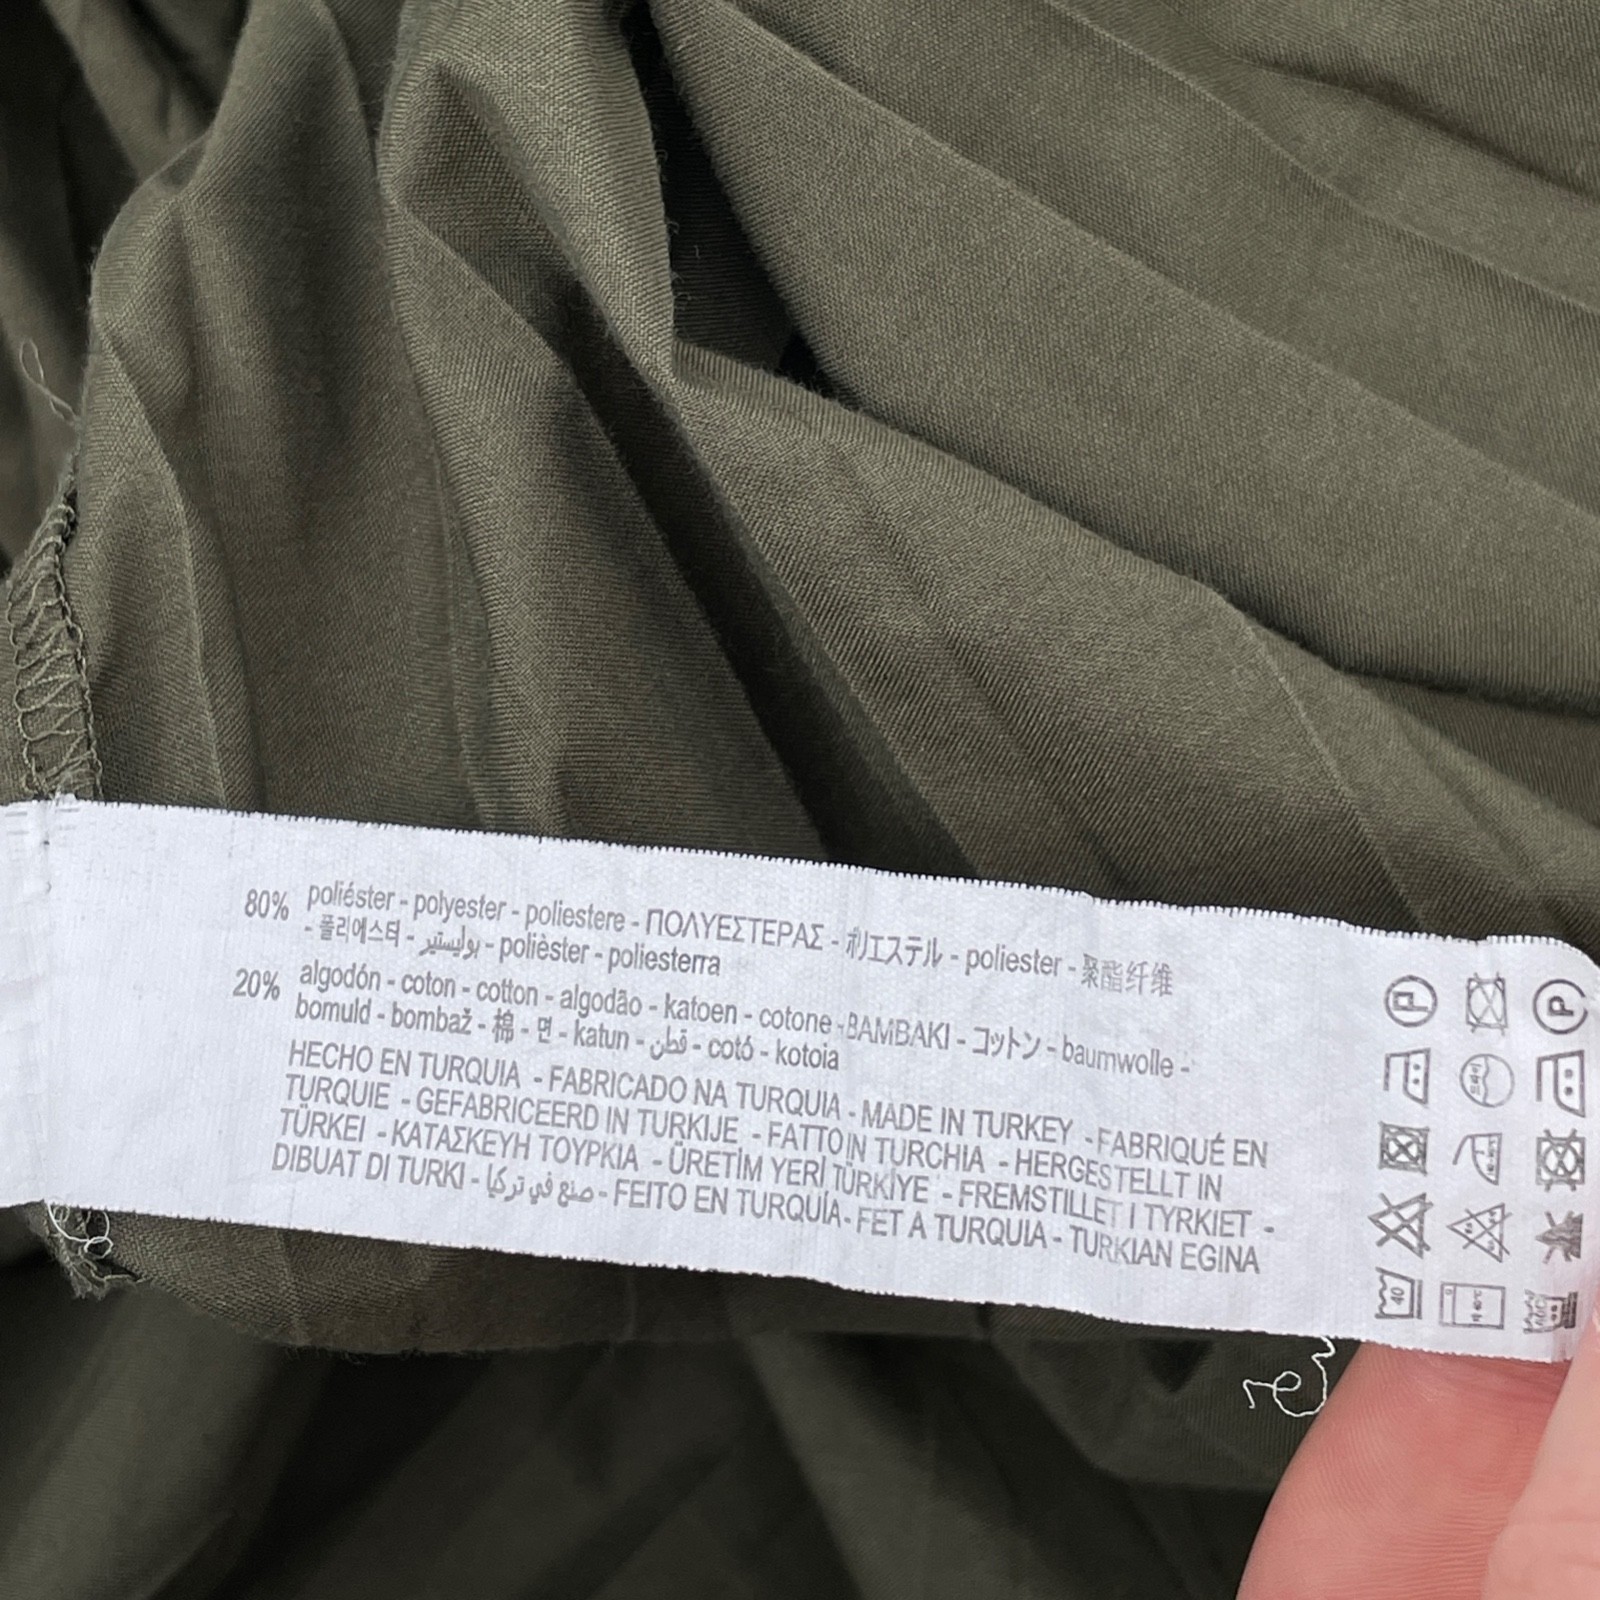 80% poliéster - polyester - poliestere - ΠΟΛΥΕΣΤΕΡΑΣ - ポリエステル - poliester - 聚酯纤维
- 폴리에스터 - بوليستير - polièster - poliesterra
20% algodón - coton - cotton - algodão - katoen - cotone - BAMBAKI - コットン - baumwolle -
bomuld - bombaž - 棉 - 면 - katun - قطن - cotó - kotoia
HECHO EN TURQUIA - FABRICADO NA TURQUIA - MADE IN TURKEY - FABRIQUÉ EN
TURQUIE - GEFABRICEERD IN TURKIJE - FATTO IN TURCHIA - HERGESTELLT IN
TÜRKEI - ΚΑΤΑΣΚΕΥΗ ΤΟΥΡΚΙΑ - ÜRETİM YERİ TÜRKİYE - FREMSTILLET I TYRKIET -
DIBUAT DI TURKI - صنع في تركيا - FEITO EN TURQUÍA - FET A TURQUIA - TURKIAN EGINA
P P
40